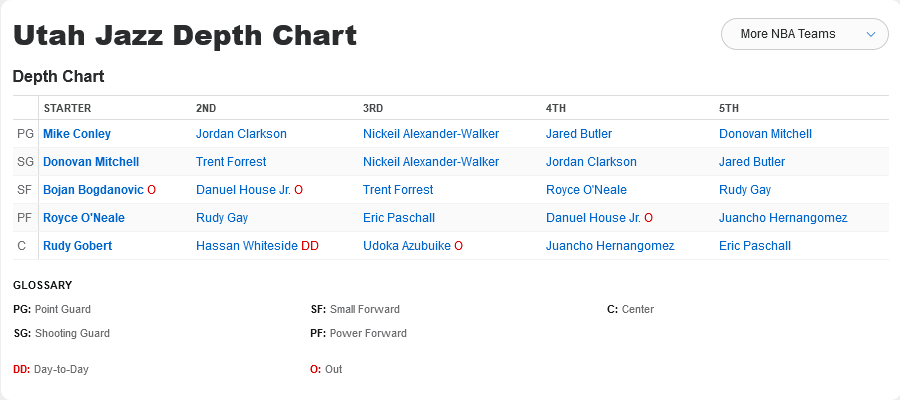 Utah Jazz Depth Chart
More NBA Teams
Depth Chart
STARTER 2ND 3RD 4TH 5TH
PG Mike Conley Jordan Clarkson Nickeil Alexander-Walker Jared Butler Donovan Mitchell
SG Donovan Mitchell Trent Forrest Nickeil Alexander-Walker Jordan Clarkson Jared Butler
SF Bojan Bogdanovic O Danuel House Jr. O Trent Forrest Royce O'Neale Rudy Gay
PF Royce O'Neale Rudy Gay Eric Paschall Danuel House Jr. O Juancho Hernangomez
C Rudy Gobert Hassan Whiteside DD Udoka Azubuike O Juancho Hernangomez Eric Paschall
GLOSSARY
PG: Point Guard SF: Small Forward C: Center
SG: Shooting Guard PF: Power Forward
DD: Day-to-Day O: Out